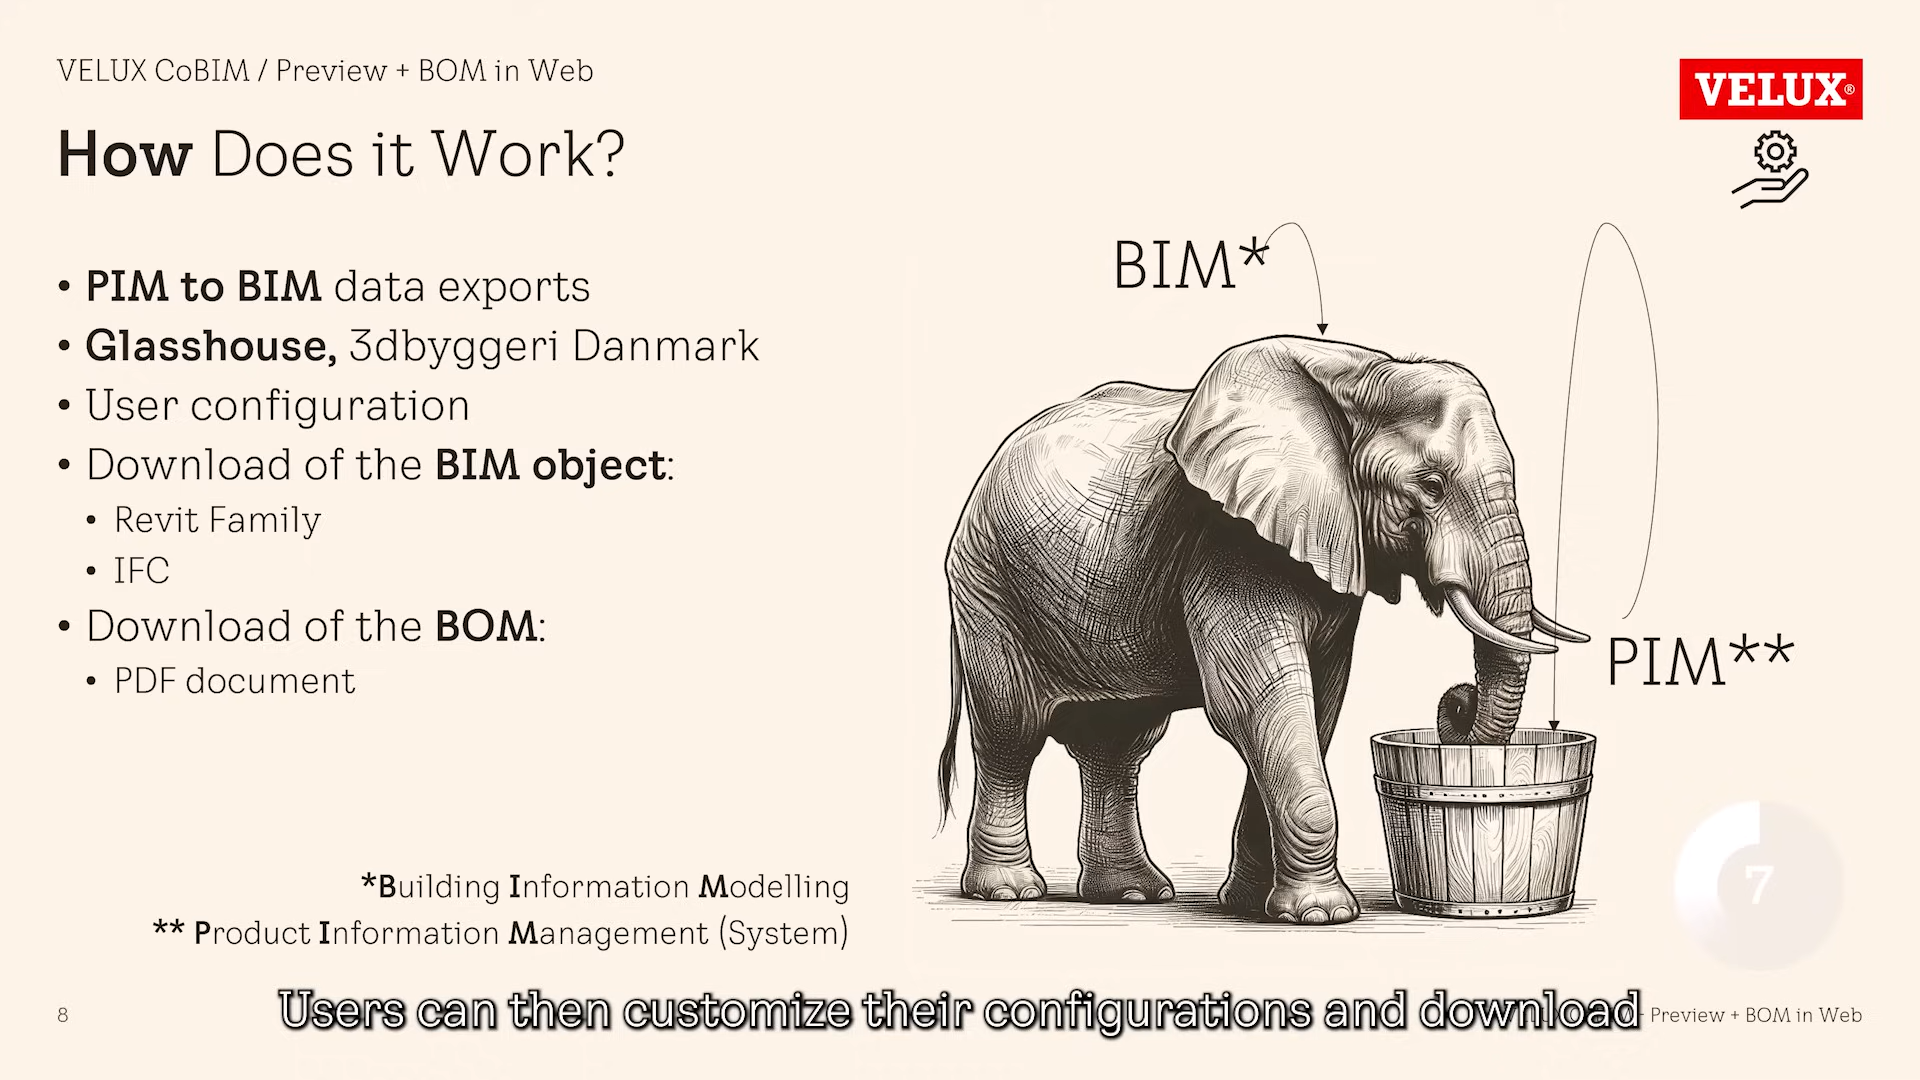 VELUX CoBIM / Preview + BOM in Web
VELUX®
How Does it Work?
• PIM to BIM data exports
• Glasshouse, 3dbyggeri Danmark
• User configuration
• Download of the BIM object:
• Revit Family
• IFC
• Download of the BOM:
• PDF document
BIM*
PIM**
7
*Building Information Modelling
** Product Information Management (System)
Users can then customize their configurations and download
8
Preview + BOM in Web